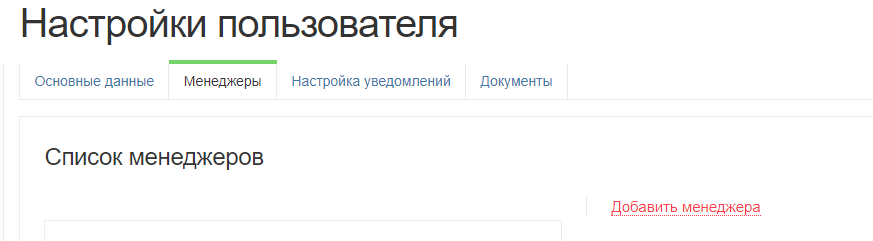 Настройки пользователя
Основные данные Менеджеры Настройка уведомлений Документы
Список менеджеров
Добавить менеджера